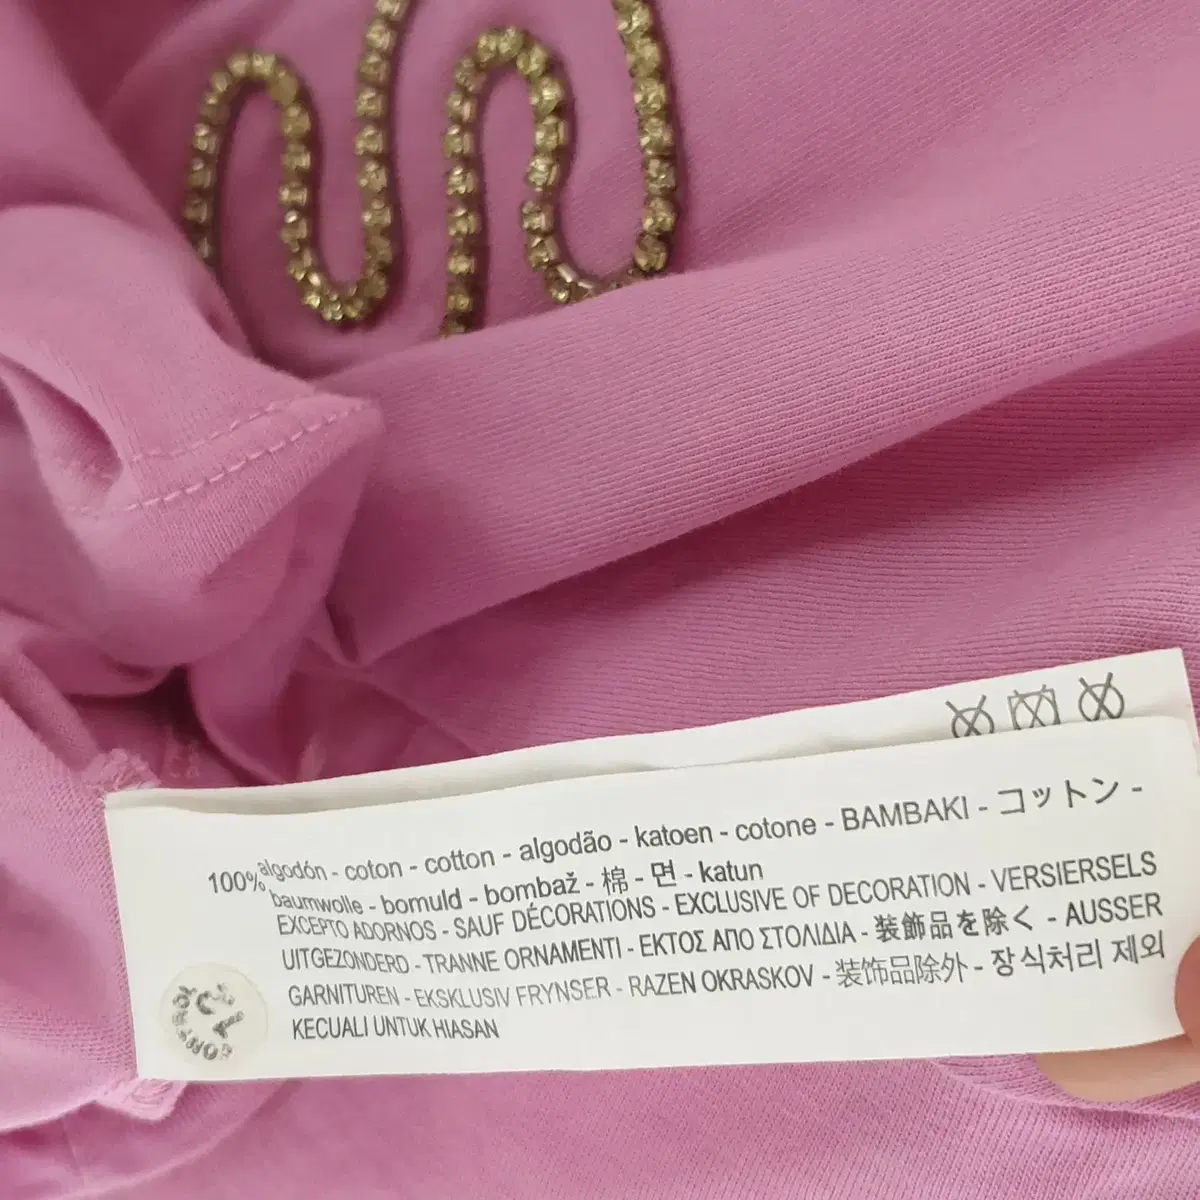 100% algodón - coton - cotton - algodão - katoen - cotone - BAMBAKI - コットン -
baumwolle - bomuld - bombaž - 棉 - 면 - katun
EXCEPTO ADORNOS - SAUF DÉCORATIONS - EXCLUSIVE OF DECORATION - VERSIERSELS
UITGEZONDERD - TRANNE ORNAMENTI - ΕΚΤΟΣ ΑΠΟ ΣΤΟΛΙΔΙΑ - 装飾品を除く - AUSSER
GARNITUREN - EKSKLUSIV FRYNSER - RAZEN OKRASKOV - 装饰品除外 - 장식처리 제외
KECUALI UNTUK HIASAN
CONTROL